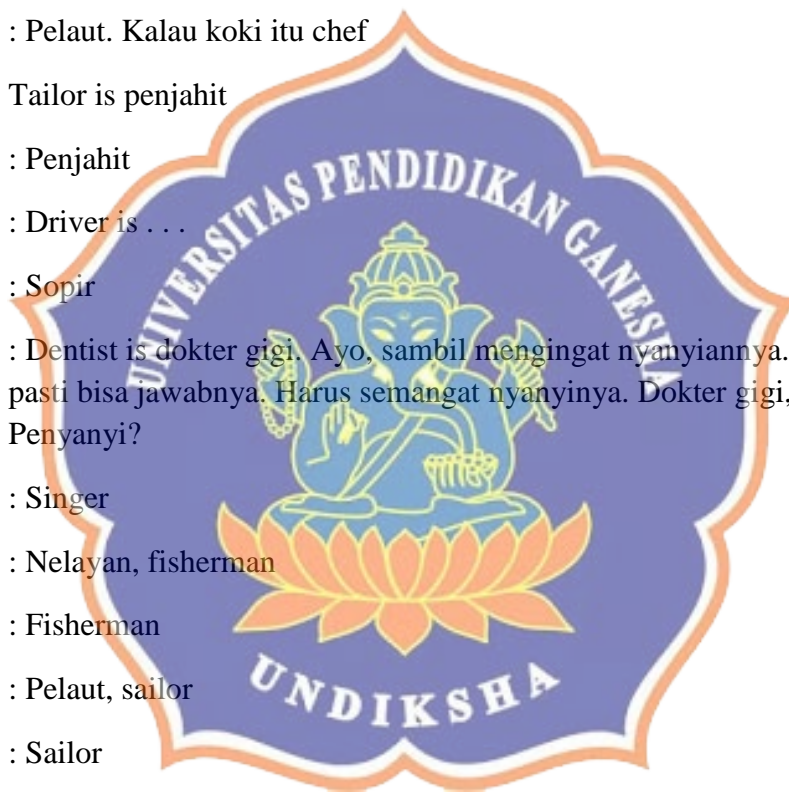 : Pelaut. Kalau koki itu chef
Tailor is penjahit
: Penjahit
: Driver is . . .
: Sopir
: Dentist is dokter gigi. Ayo, sambil mengingat nyanyiannya.
pasti bisa jawabnya. Harus semangat nyanyinya. Dokter gigi,
Penyanyi?
: Singer
: Nelayan, fisherman
: Fisherman
: Pelaut, sailor
: Sailor
UNIVERSITAS PENDIDIKAN GANESHA
UNDIKSHA